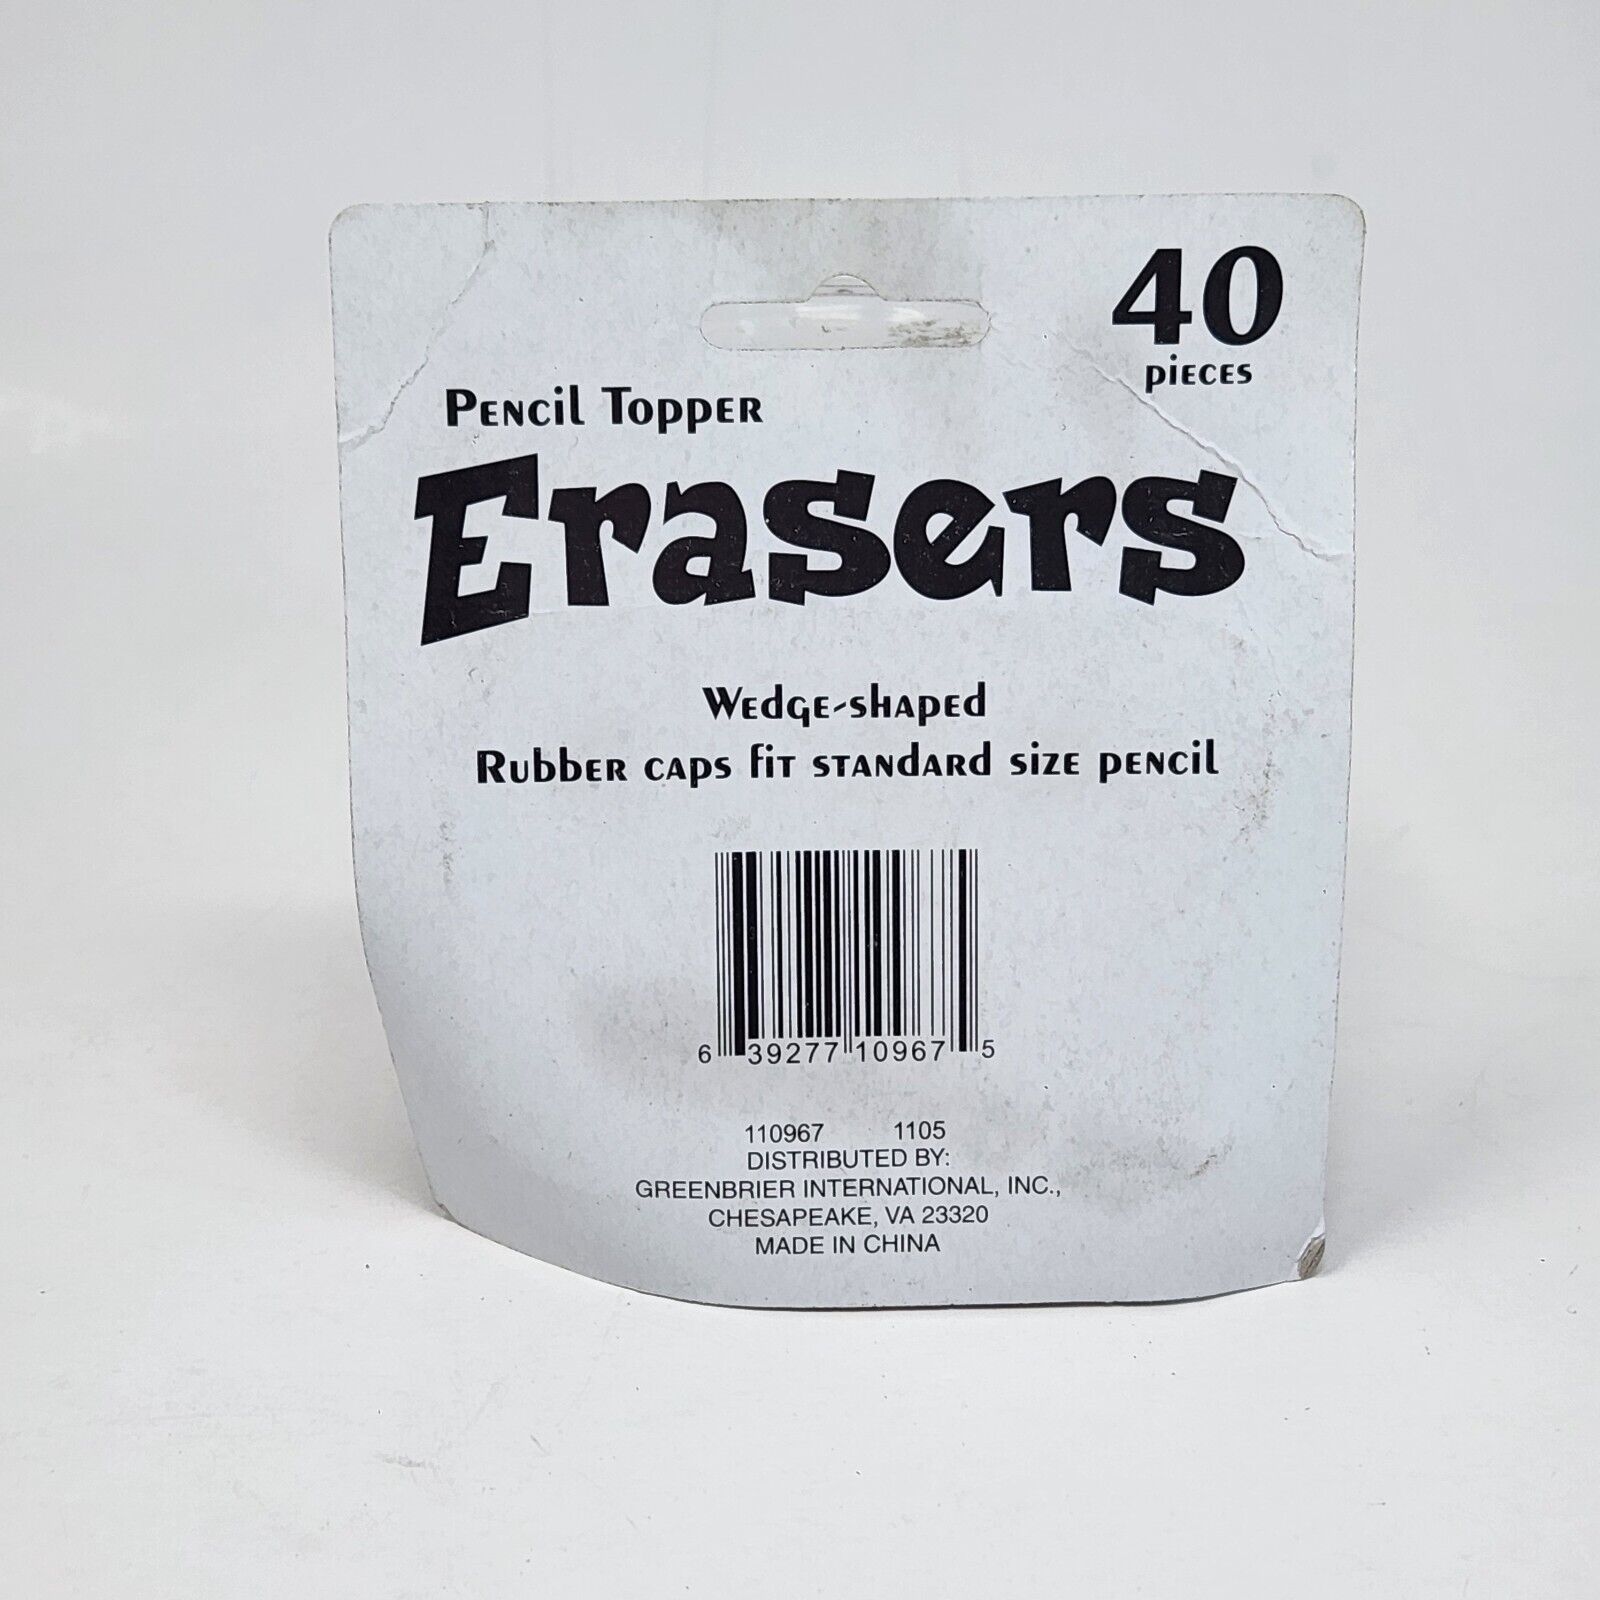 40
pieces
Pencil Topper
Erasers
Wedge-shaped
Rubber caps fit standard size pencil
6 39277 10967 5
110967 1105
DISTRIBUTED BY:
GREENBRIER INTERNATIONAL, INC.,
CHESAPEAKE, VA 23320
MADE IN CHINA